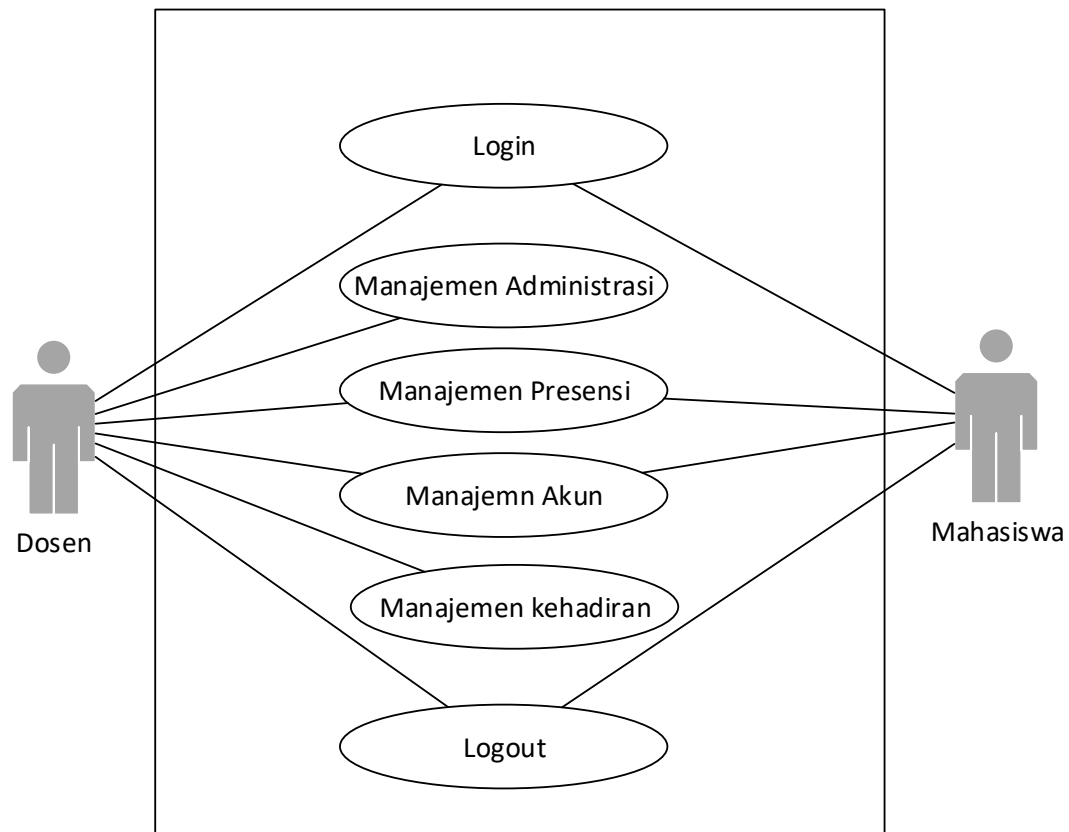 Login
Manajemen Administrasi
Manajemen Presensi
Manajemn Akun
Dosen
Mahasiswa
Manajemen kehadiran
Logout